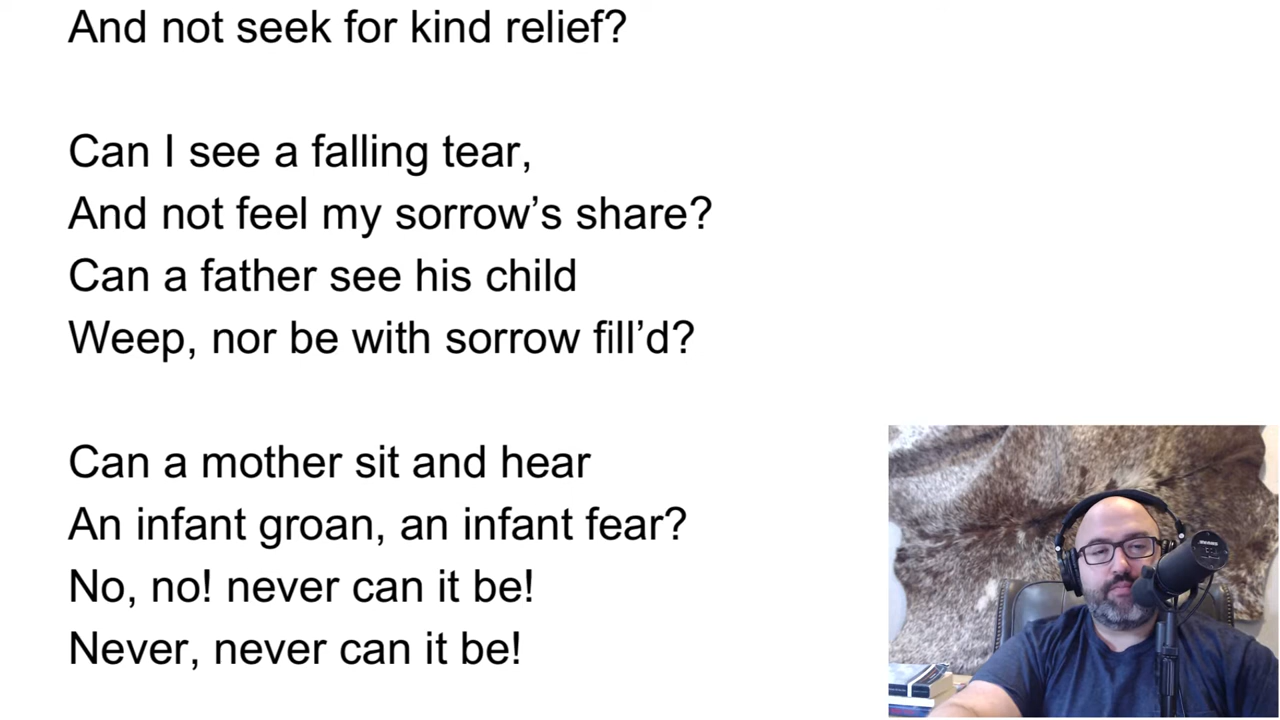 And not seek for kind relief?
Can I see a falling tear,
And not feel my sorrow’s share?
Can a father see his child
Weep, nor be with sorrow fill’d?
Can a mother sit and hear
An infant groan, an infant fear?
No, no! never can it be!
Never, never can it be!